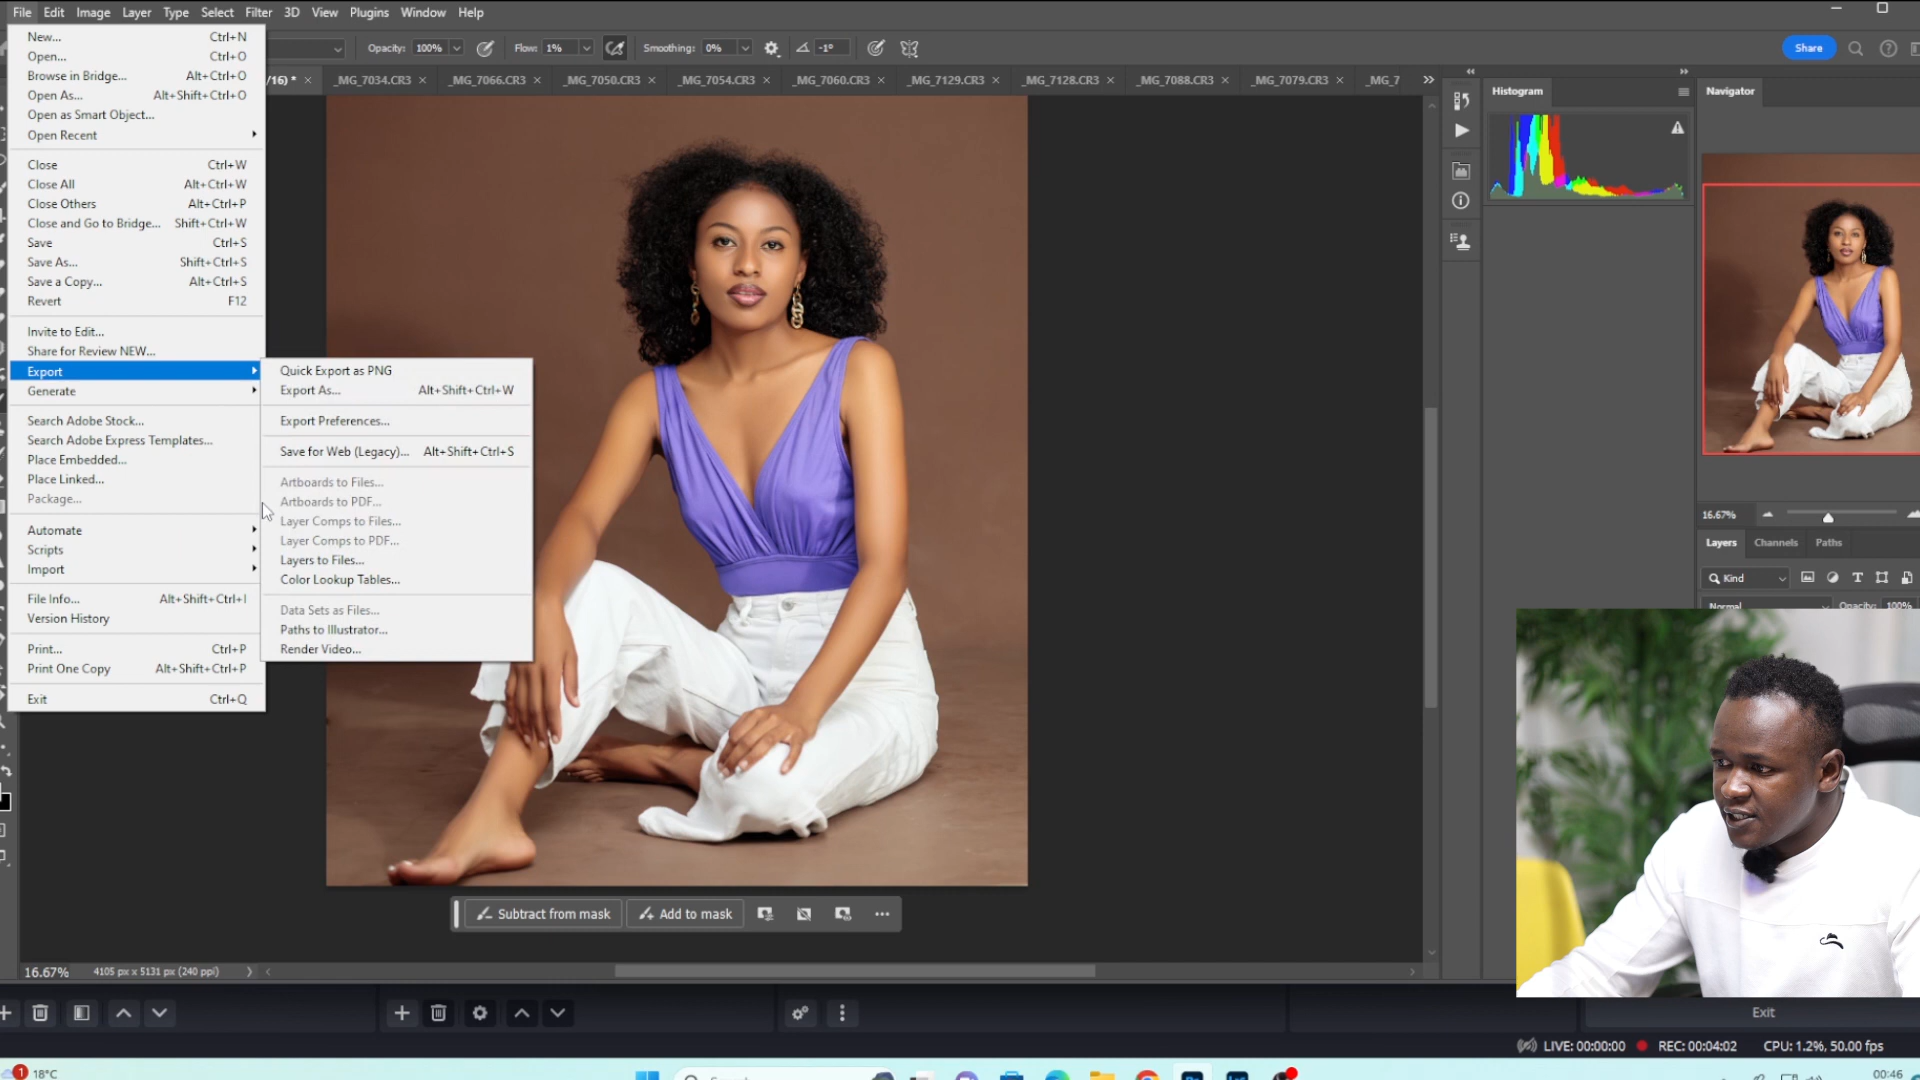 File Edit Image Layer Type Select Filter 3D View Plugins Window Help
Opacity: 100% Flow: 1% Smoothing: 0% -1° Share
/16) * × _MG_7034.CR3 × _MG_7066.CR3 × _MG_7050.CR3 × _MG_7054.CR3 × _MG_7060.CR3 × _MG_7129.CR3 × _MG_7128.CR3 × _MG_7088.CR3 × _MG_7079.CR3 × _MG_7
New... Ctrl+N
Open... Ctrl+O
Browse in Bridge... Alt+Ctrl+O
Open As... Alt+Shift+Ctrl+O
Open as Smart Object...
Open Recent
Close Ctrl+W
Close All Alt+Ctrl+W
Close Others Alt+Ctrl+P
Close and Go to Bridge... Shift+Ctrl+W
Save Ctrl+S
Save As... Shift+Ctrl+S
Save a Copy... Alt+Ctrl+S
Revert F12
Invite to Edit...
Share for Review NEW...
Export
Generate
Search Adobe Stock...
Search Adobe Express Templates...
Place Embedded...
Place Linked...
Package...
Automate
Scripts
Import
File Info... Alt+Shift+Ctrl+I
Version History
Print... Ctrl+P
Print One Copy Alt+Shift+Ctrl+P
Exit Ctrl+Q
Quick Export as PNG
Export As... Alt+Shift+Ctrl+W
Export Preferences...
Save for Web (Legacy)... Alt+Shift+Ctrl+S
Artboards to Files...
Artboards to PDF...
Layer Comps to Files...
Layer Comps to PDF...
Layers to Files...
Color Lookup Tables...
Data Sets as Files...
Paths to Illustrator...
Render Video...
Histogram
Navigator
16.67%
Layers Channels Paths
Kind
Normal Opacity: 100%
Subtract from mask Add to mask
16.67% 4105 px x 5131 px (240 ppi)
Exit
LIVE: 00:00:00 REC: 00:04:02 CPU: 1.2%, 50.00 fps
1 18°C
00:46